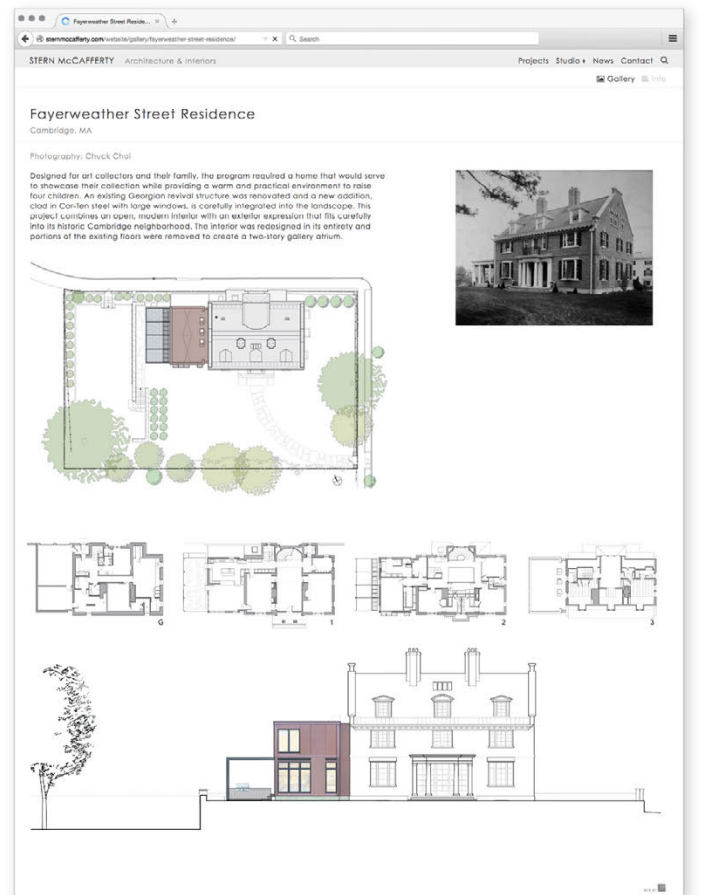 Fayerweather Street Reside...
sternmccafferty.com/website/gallery/fayerweather-street-residence/
Search
STERN McCAFFERTY Architecture & Interiors
Projects Studio News Contact
Gallery Info
Fayerweather Street Residence
Cambridge, MA
Photography: Chuck Choi
Designed for art collectors and their family, the program required a home that would serve
to showcase their collection while providing a warm and practical environment to raise
four children. An existing Georgian revival structure was renovated and a new addition,
clad in Cor-Ten steel with large windows, is carefully integrated into the landscape. This
project combines an open, modern interior with an exterior expression that fits carefully
into its historic Cambridge neighborhood. The interior was redesigned in its entirety and
portions of the existing floors were removed to create a two-story gallery atrium.
G 1 2 3